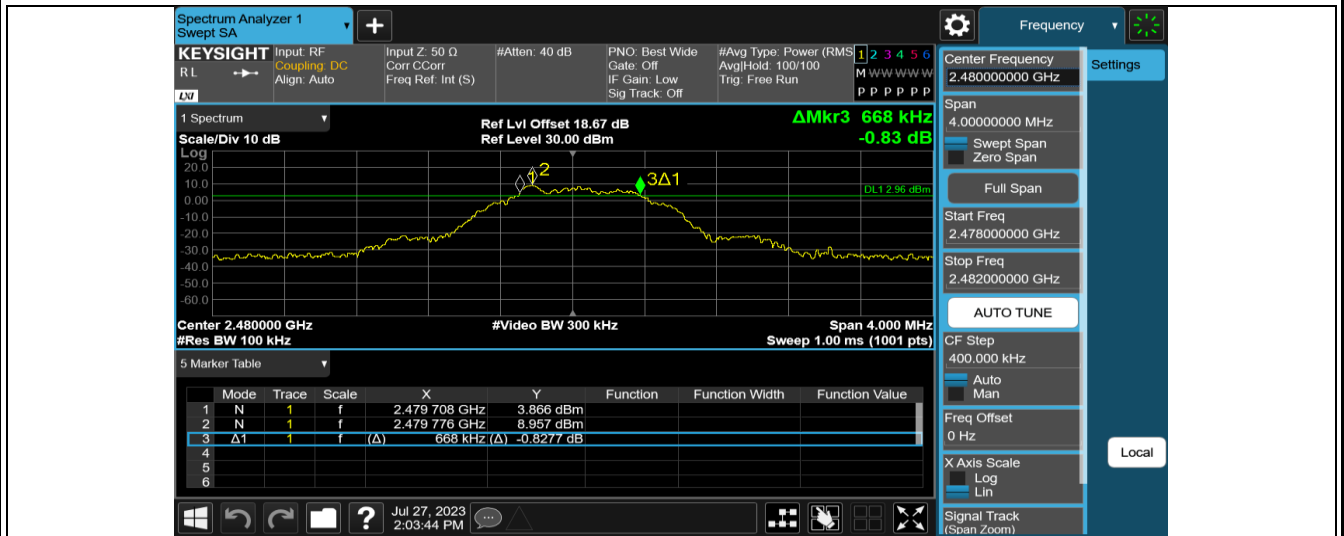 Spectrum Analyzer 1
Swept SA
+
Frequency
KEYSIGHT
RL
LXI
Input: RF
Coupling: DC
Align: Auto
Input Z: 50 Ω
Corr CCorr
Freq Ref: Int (S)
#Atten: 40 dB
PNO: Best Wide
Gate: Off
IF Gain: Low
Sig Track: Off
#Avg Type: Power (RMS
Avg|Hold: 100/100
Trig: Free Run
1 2 3 4 5 6
M W W W W W
P P P P P P
Center Frequency
2.480000000 GHz
Settings
Span
4.00000000 MHz
Swept Span
Zero Span
Full Span
Start Freq
2.478000000 GHz
Stop Freq
2.482000000 GHz
AUTO TUNE
CF Step
400.000 kHz
Auto
Man
Freq Offset
0 Hz
X Axis Scale
Log
Lin
Signal Track
(Span Zoom)
Local
1 Spectrum
Scale/Div 10 dB
Ref Lvl Offset 18.67 dB
Ref Level 30.00 dBm
ΔMkr3 668 kHz
-0.83 dB
Log
20.0
10.0
0.00
-10.0
-20.0
-30.0
-40.0
-50.0
-60.0
1
2
3Δ1
DL1 2.96 dBm
Center 2.480000 GHz
#Video BW 300 kHz
Span 4.000 MHz
#Res BW 100 kHz
Sweep 1.00 ms (1001 pts)
5 Marker Table
Mode Trace Scale X Y Function Function Width Function Value
1 N 1 f 2.479 708 GHz 3.866 dBm
2 N 1 f 2.479 776 GHz 8.957 dBm
3 Δ1 1 f (Δ) 668 kHz (Δ) -0.8277 dB
4
5
6
?
Jul 27, 2023
2:03:44 PM